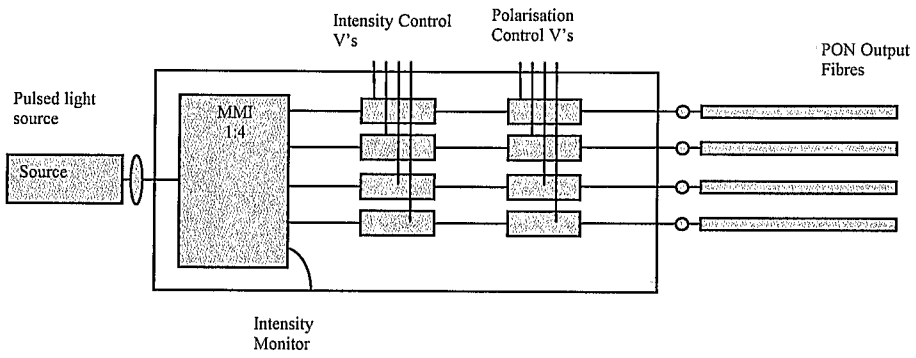 Intensity Control
V's
Polarisation
Control V's
PON Output
Fibres
Pulsed light
source
MMI
1:4
Source
Intensity
Monitor